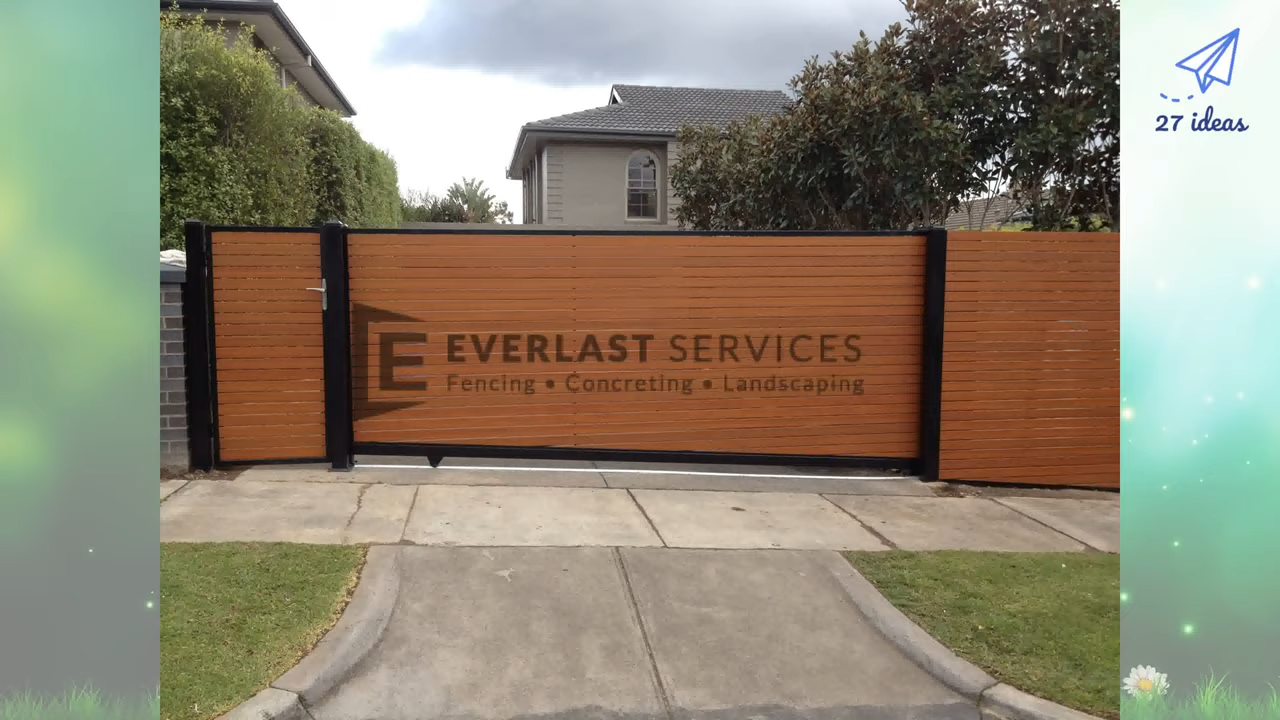 27 ideas
EVERLAST SERVICES
Fencing • Concreting • Landscaping